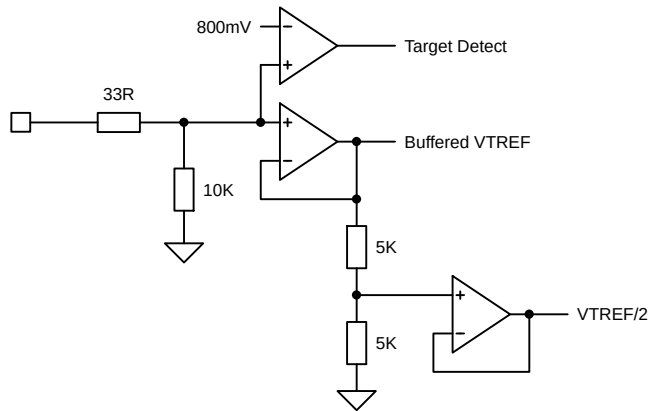 800mV
−
+
Target Detect
33R
+
−
Buffered VTREF
10K
5K
+
−
VTREF/2
5K